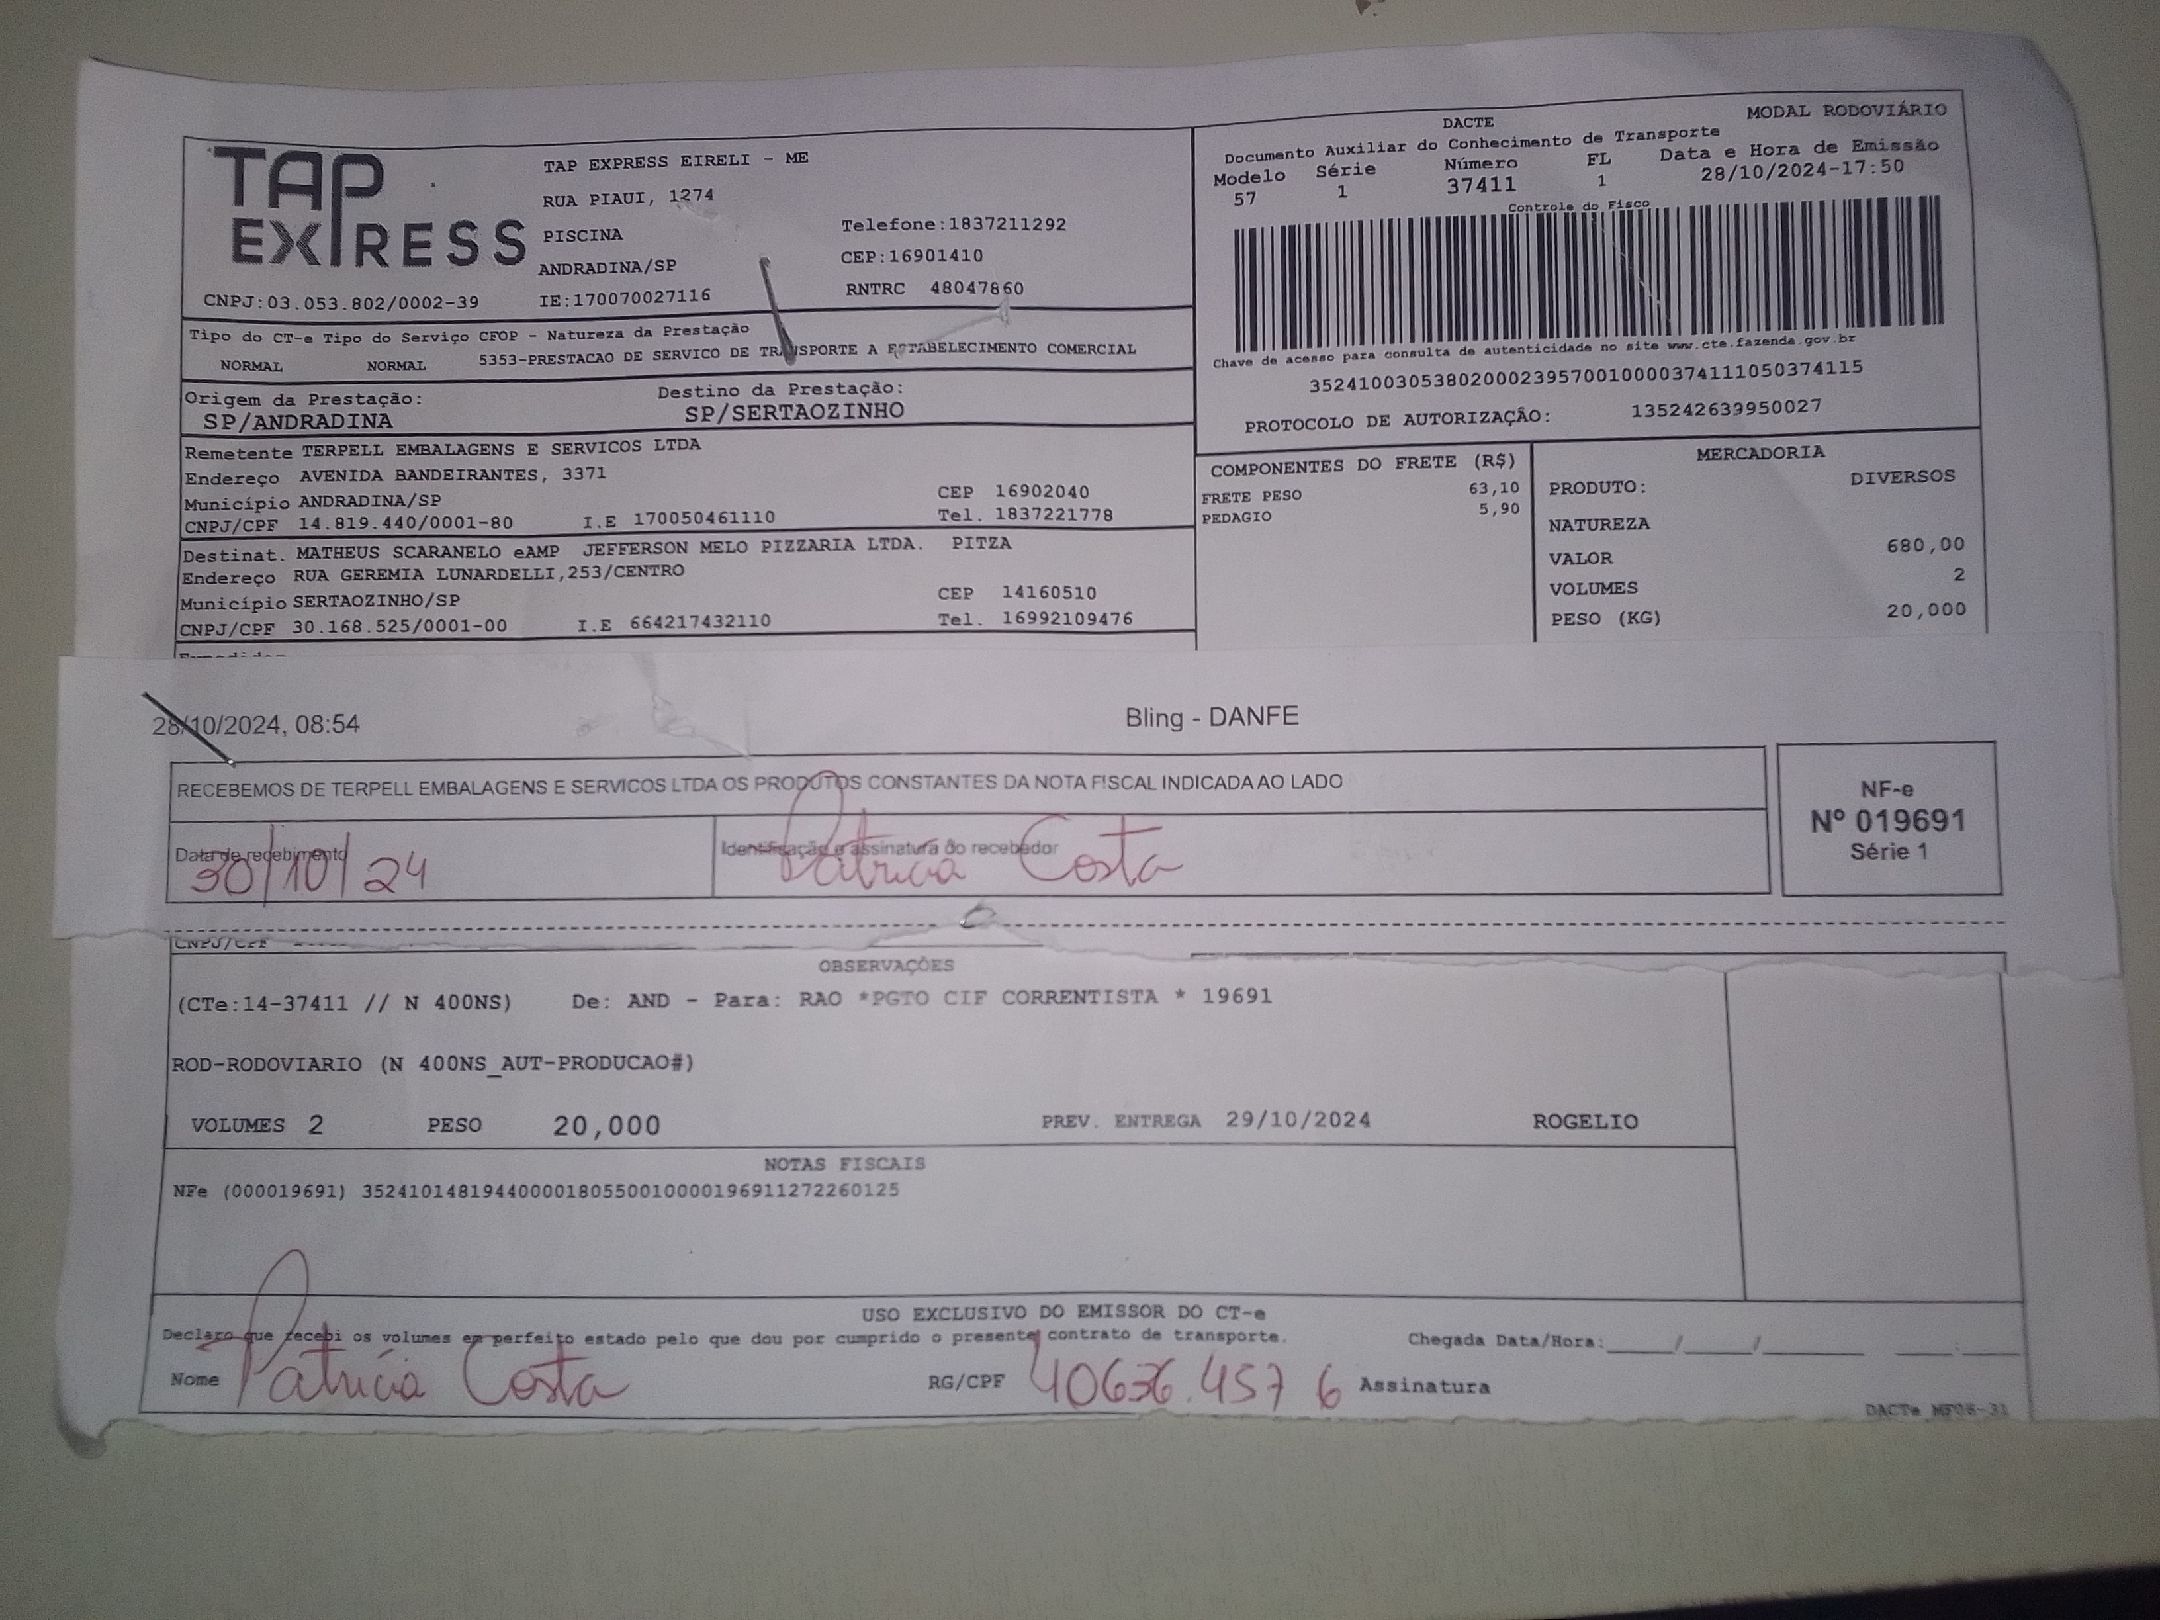 TAP EXPRESS
TAP EXPRESS EIRELI - ME
RUA PIAUI, 1274
PISCINA
Telefone:1837211292
ANDRADINA/SP
CEP:16901410
CNPJ:03.053.802/0002-39 IE:170070027116 RNTRC 48047860
MODAL RODOVIÁRIO
DACTE
Documento Auxiliar do Conhecimento de Transporte
Modelo Série Número FL Data e Hora de Emissão
57 1 37411 1 28/10/2024-17:50
Controle do Fisco
Chave de acesso para consulta de autenticidade no site www.cte.fazenda.gov.br
35241003053802000239570010000374111050374115
PROTOCOLO DE AUTORIZAÇÃO: 135242639950027
Tipo do CT-e Tipo do Serviço CFOP - Natureza da Prestação
NORMAL NORMAL 5353-PRESTACAO DE SERVICO DE TRANSPORTE A ESTABELECIMENTO COMERCIAL
Origem da Prestação: Destino da Prestação:
SP/ANDRADINA SP/SERTAOZINHO
Remetente TERPELL EMBALAGENS E SERVICOS LTDA
Endereço AVENIDA BANDEIRANTES, 3371
Município ANDRADINA/SP CEP 16902040
CNPJ/CPF 14.819.440/0001-80 I.E 170050461110 Tel. 1837221778
Destinat. MATHEUS SCARANELO eAMP JEFFERSON MELO PIZZARIA LTDA. PITZA
Endereço RUA GEREMIA LUNARDELLI,253/CENTRO
Município SERTAOZINHO/SP CEP 14160510
CNPJ/CPF 30.168.525/0001-00 I.E 664217432110 Tel. 16992109476
COMPONENTES DO FRETE (R$)
FRETE PESO 63,10
PEDAGIO 5,90
MERCADORIA
PRODUTO: DIVERSOS
NATUREZA
VALOR 680,00
VOLUMES 2
PESO (KG) 20,000
28/10/2024, 08:54 Bling - DANFE
RECEBEMOS DE TERPELL EMBALAGENS E SERVICOS LTDA OS PRODUTOS CONSTANTES DA NOTA FISCAL INDICADA AO LADO
Data de recebimento Identificação e assinatura do recebedor
30/10/24 Patrícia Costa
NF-e
Nº 019691
Série 1
CNPJ/CPF
OBSERVAÇÕES
(CTe:14-37411 // N 400NS) De: AND - Para: RAO *PGTO CIF CORRENTISTA * 19691
ROD-RODOVIARIO (N 400NS_AUT-PRODUCAO#)
VOLUMES 2 PESO 20,000 PREV. ENTREGA 29/10/2024 ROGELIO
NOTAS FISCAIS
NFe (000019691) 35241014819440000180550010000196911272260125
USO EXCLUSIVO DO EMISSOR DO CT-e
Declaro que recebi os volumes em perfeito estado pelo que dou por cumprido o presente contrato de transporte. Chegada Data/Hora:____/____/____ ____:____
Nome Patrícia Costa RG/CPF 40636.457 6 Assinatura